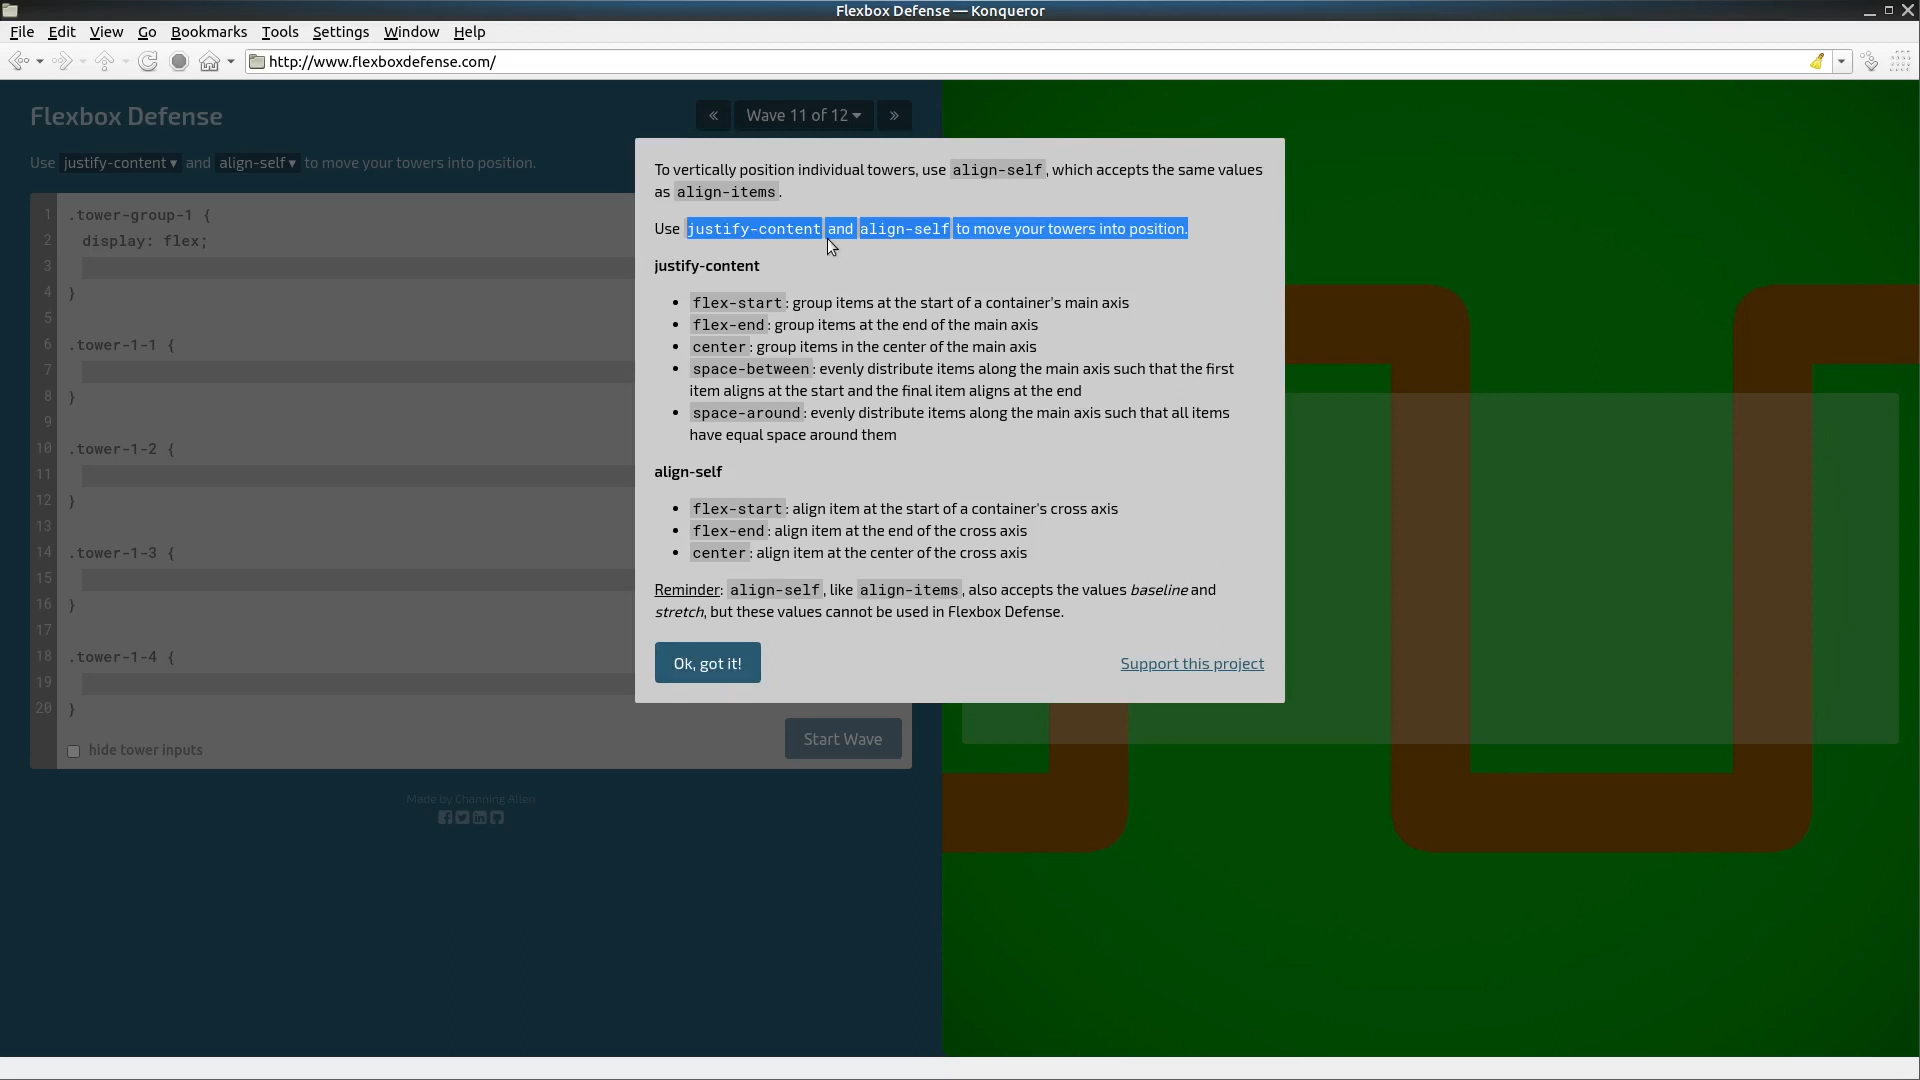 Flexbox Defense — Konqueror
File Edit View Go Bookmarks Tools Settings Window Help
http://www.flexboxdefense.com/
Flexbox Defense
« Wave 11 of 12 ▾ »
Use justify-content ▾ and align-self ▾ to move your towers into position.
1 .tower-group-1 {
2 display: flex;
3
4 }
5
6 .tower-1-1 {
7
8 }
9
10 .tower-1-2 {
11
12 }
13
14 .tower-1-3 {
15
16 }
17
18 .tower-1-4 {
19
20 }
hide tower inputs
Start Wave
Made by Channing Allen
To vertically position individual towers, use align-self, which accepts the same values
as align-items.
Use justify-content and align-self to move your towers into position.
justify-content
• flex-start: group items at the start of a container's main axis
• flex-end: group items at the end of the main axis
• center: group items in the center of the main axis
• space-between: evenly distribute items along the main axis such that the first
item aligns at the start and the final item aligns at the end
• space-around: evenly distribute items along the main axis such that all items
have equal space around them
align-self
• flex-start: align item at the start of a container's cross axis
• flex-end: align item at the end of the cross axis
• center: align item at the center of the cross axis
Reminder: align-self, like align-items, also accepts the values baseline and
stretch, but these values cannot be used in Flexbox Defense.
Ok, got it!
Support this project